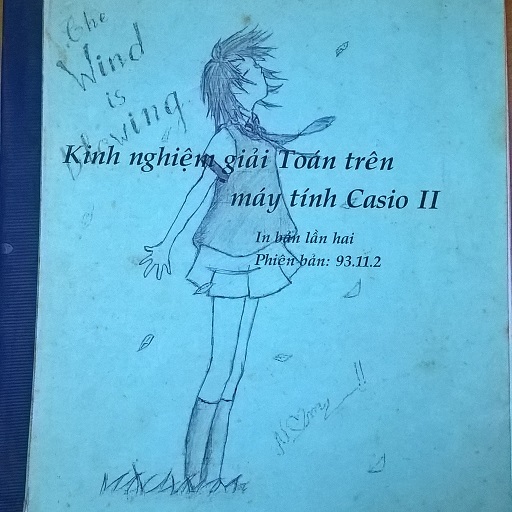 The
Wind
is
Blowing
Kinh nghiệm giải Toán trên
máy tính Casio II
In bản lần hai
Phiên bản: 93.11.2